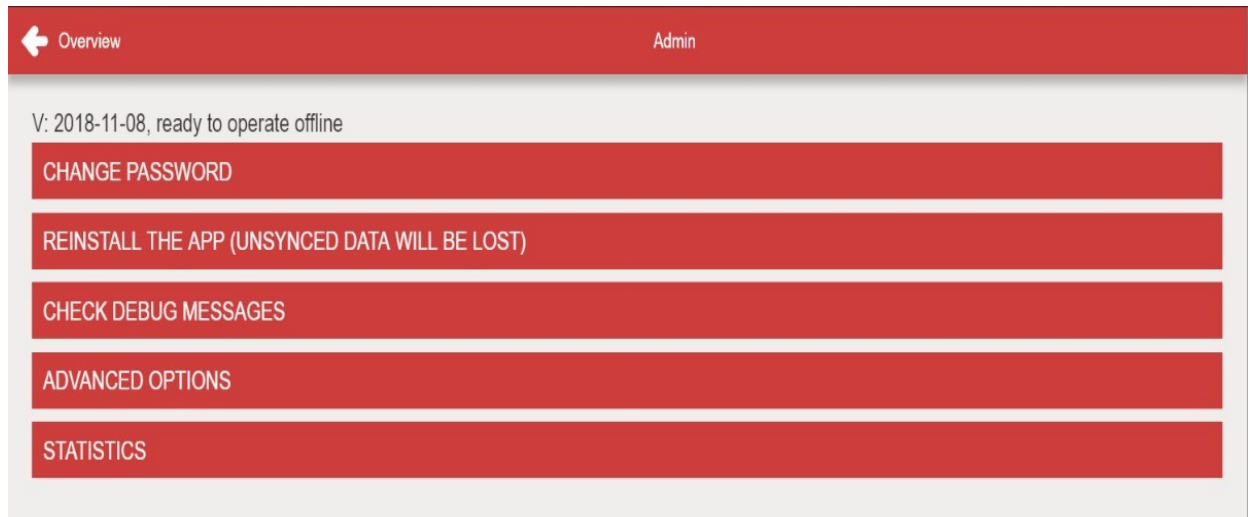 Overview
Admin
V: 2018-11-08, ready to operate offline
CHANGE PASSWORD
REINSTALL THE APP (UNSYNCED DATA WILL BE LOST)
CHECK DEBUG MESSAGES
ADVANCED OPTIONS
STATISTICS